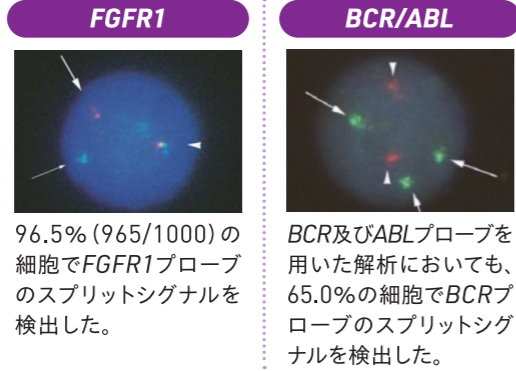 FGFR1
96.5%（965/1000）の
細胞でFGFR1プローブ
のスプリットシグナルを
検出した。
BCR/ABL
BCR及びABLプローブを
用いた解析においても、
65.0%の細胞でBCRプ
ローブのスプリットシグ
ナルを検出した。